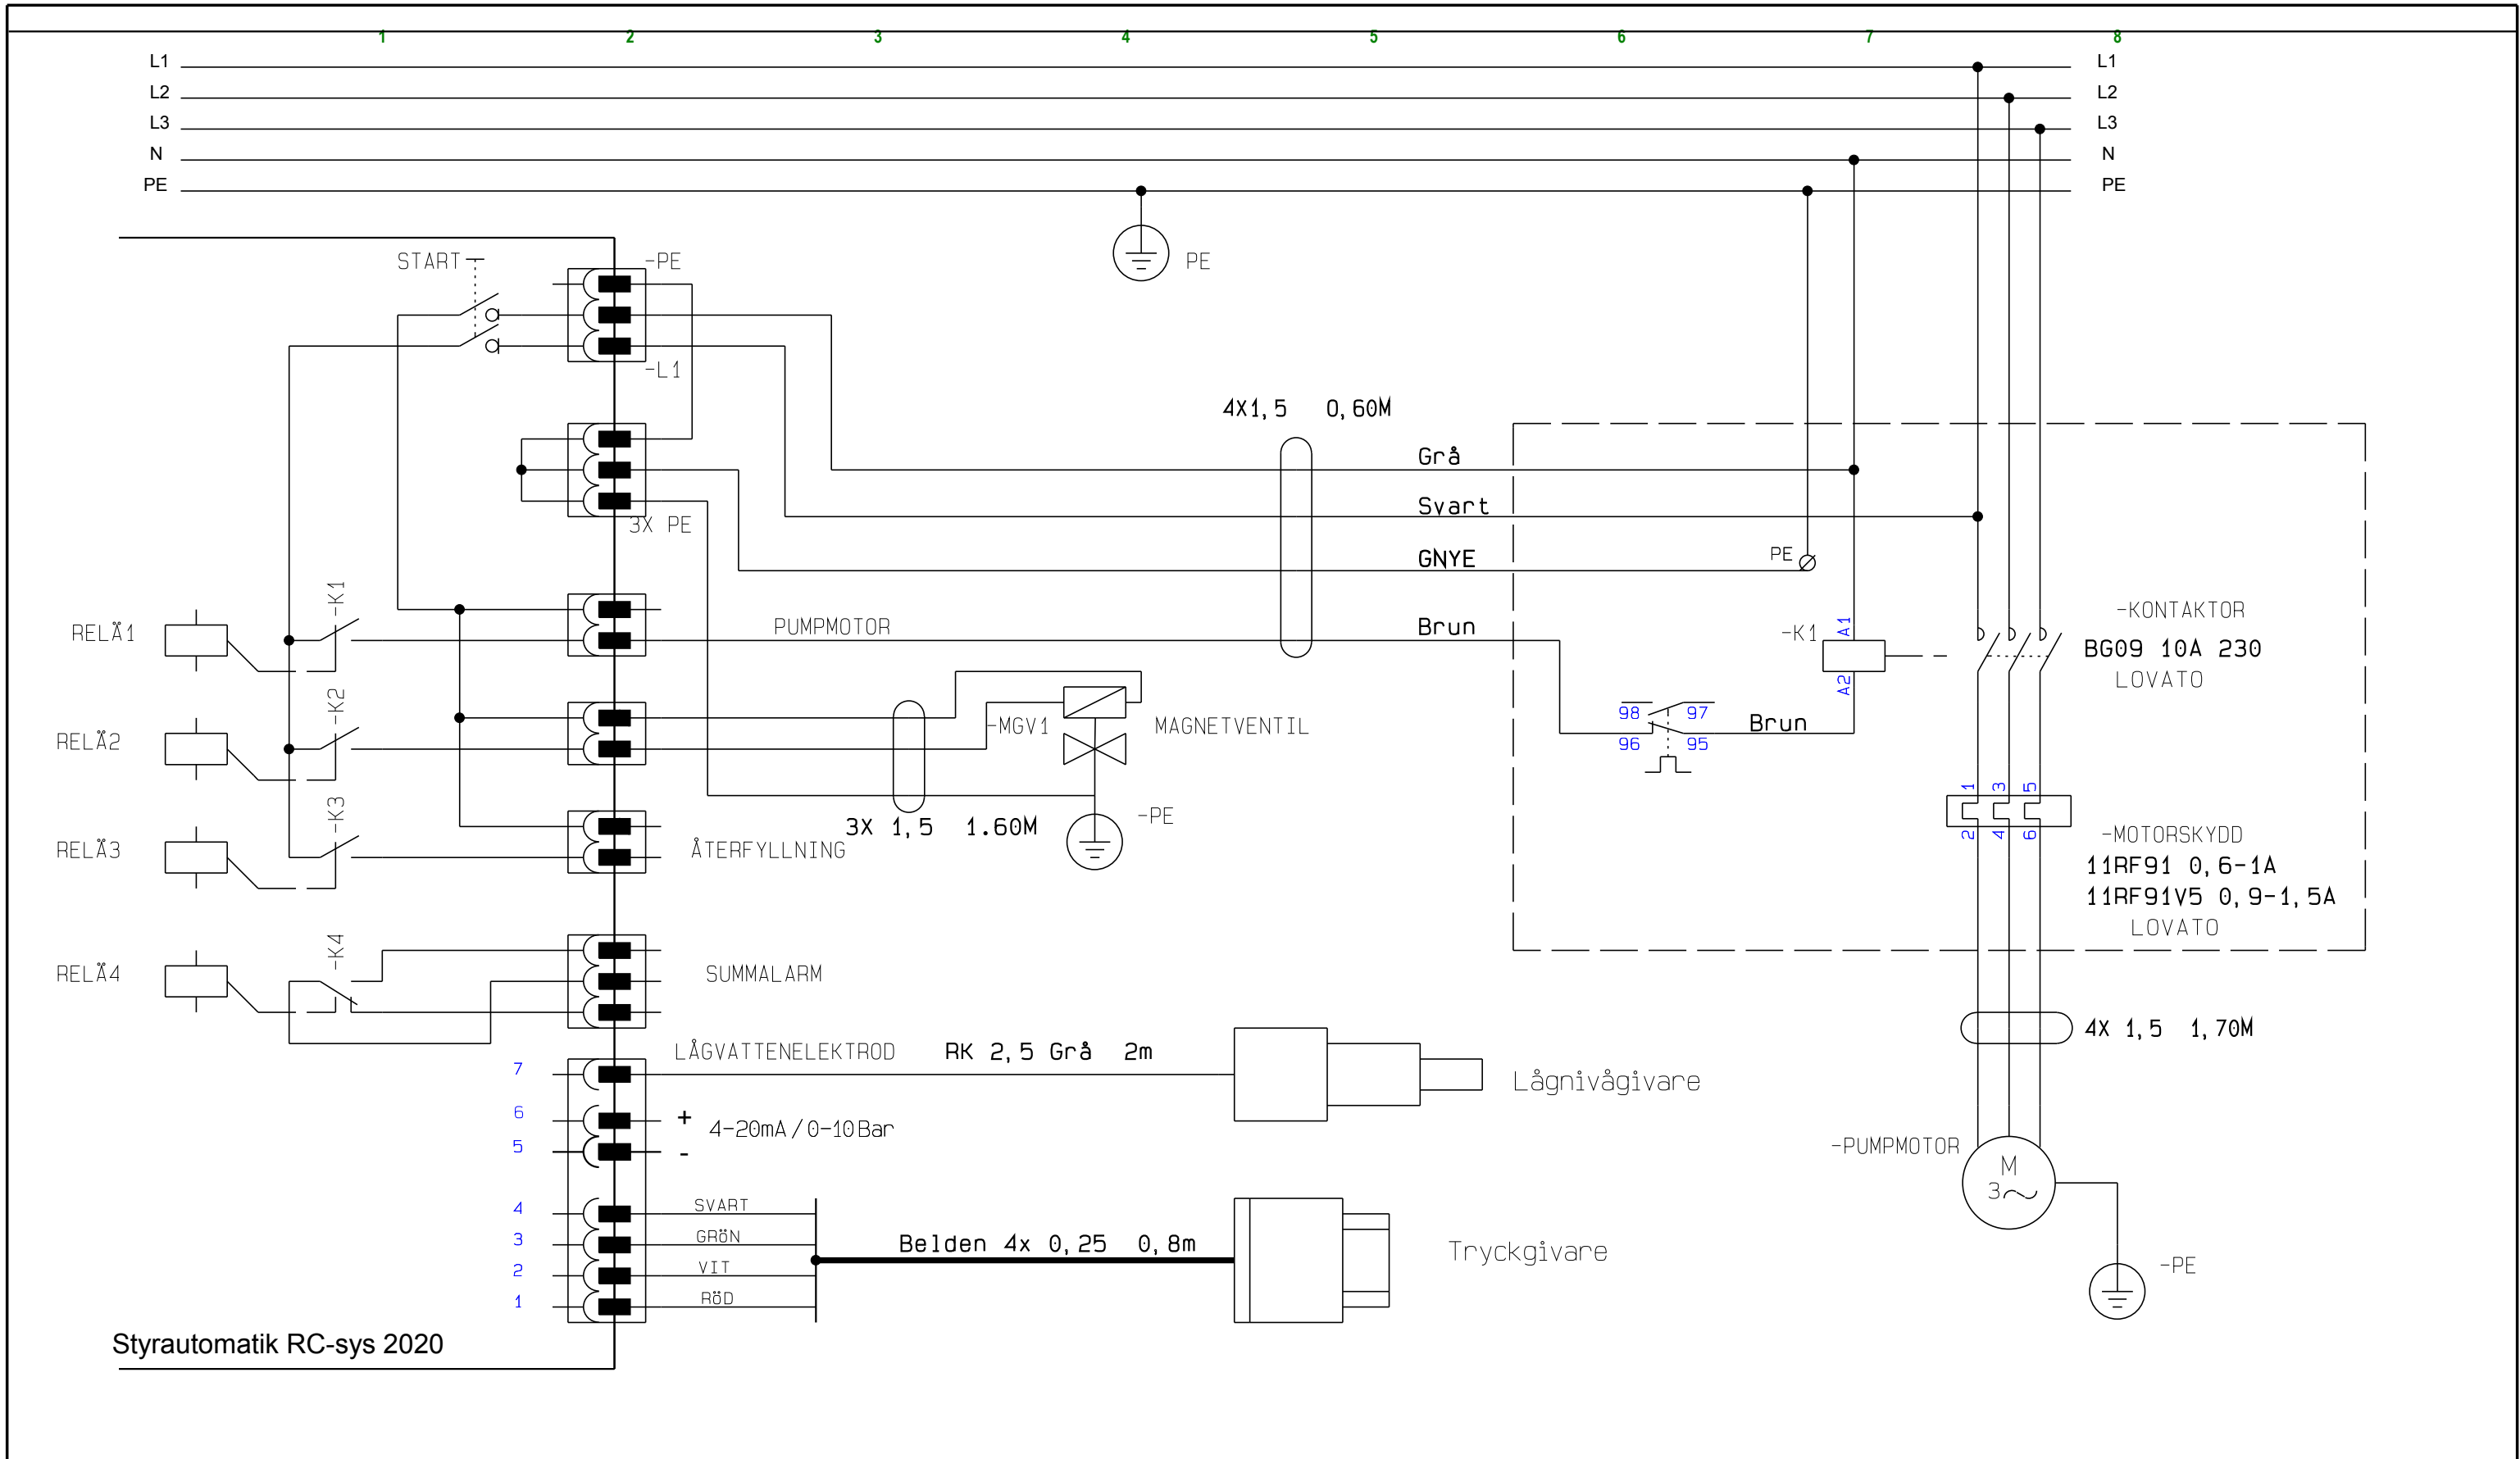 1 2 3 4 5 6 7 8
L1 L1
L2 L2
L3 L3
N N
PE PE
START
-PE
PE
-L1
4X1,5 0,60M
Grå
Svart
3X PE
GNYE
PE
-K1
RELÄ1
PUMPMOTOR
Brun
-K1
A1
A2
-KONTAKTOR
BG09 10A 230
LOVATO
-K2
RELÄ2
-MGV1
MAGNETVENTIL
98 97
96 95
Brun
-K3
RELÄ3
3X 1,5 1.60M
-PE
ÅTERFYLLNING
1 3 5
2 4 6
-MOTORSKYDD
11RF91 0,6-1A
11RF91V5 0,9-1,5A
LOVATO
-K4
RELÄ4
SUMMALARM
4X 1,5 1,70M
7
LÅGVATTENELEKTROD
RK 2,5 Grå 2m
Lågnivågivare
6
+
4-20mA/0-10Bar
5
-
-PUMPMOTOR
M
3~
4
SVART
3
GRöN
2
VIT
1
RöD
Belden 4x 0,25 0,8m
Tryckgivare
-PE
Styrautomatik RC-sys 2020